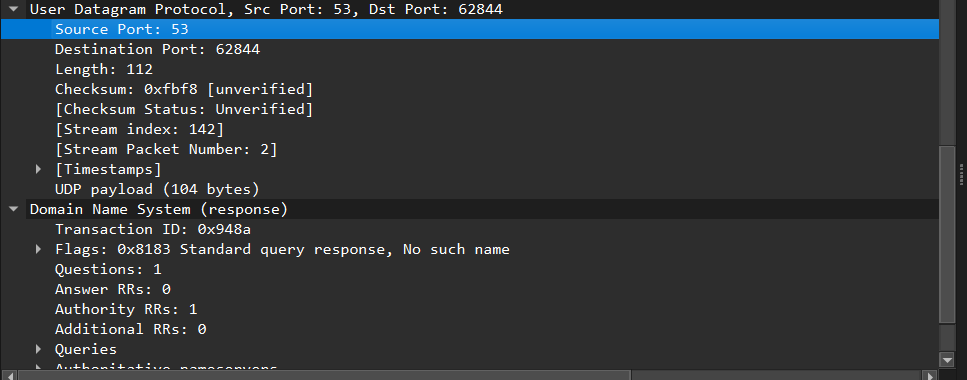 User Datagram Protocol, Src Port: 53, Dst Port: 62844
Source Port: 53
Destination Port: 62844
Length: 112
Checksum: 0xfbf8 [unverified]
[Checksum Status: Unverified]
[Stream index: 142]
[Stream Packet Number: 2]
[Timestamps]
UDP payload (104 bytes)
Domain Name System (response)
Transaction ID: 0x948a
Flags: 0x8183 Standard query response, No such name
Questions: 1
Answer RRs: 0
Authority RRs: 1
Additional RRs: 0
Queries
Authoritative nameservers